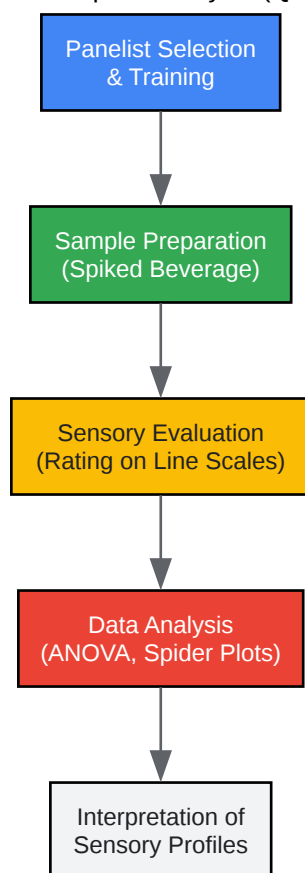 Panelist Selection
& Training
Sample Preparation
(Spiked Beverage)
Sensory Evaluation
(Rating on Line Scales)
Data Analysis
(ANOVA, Spider Plots)
Interpretation of
Sensory Profiles